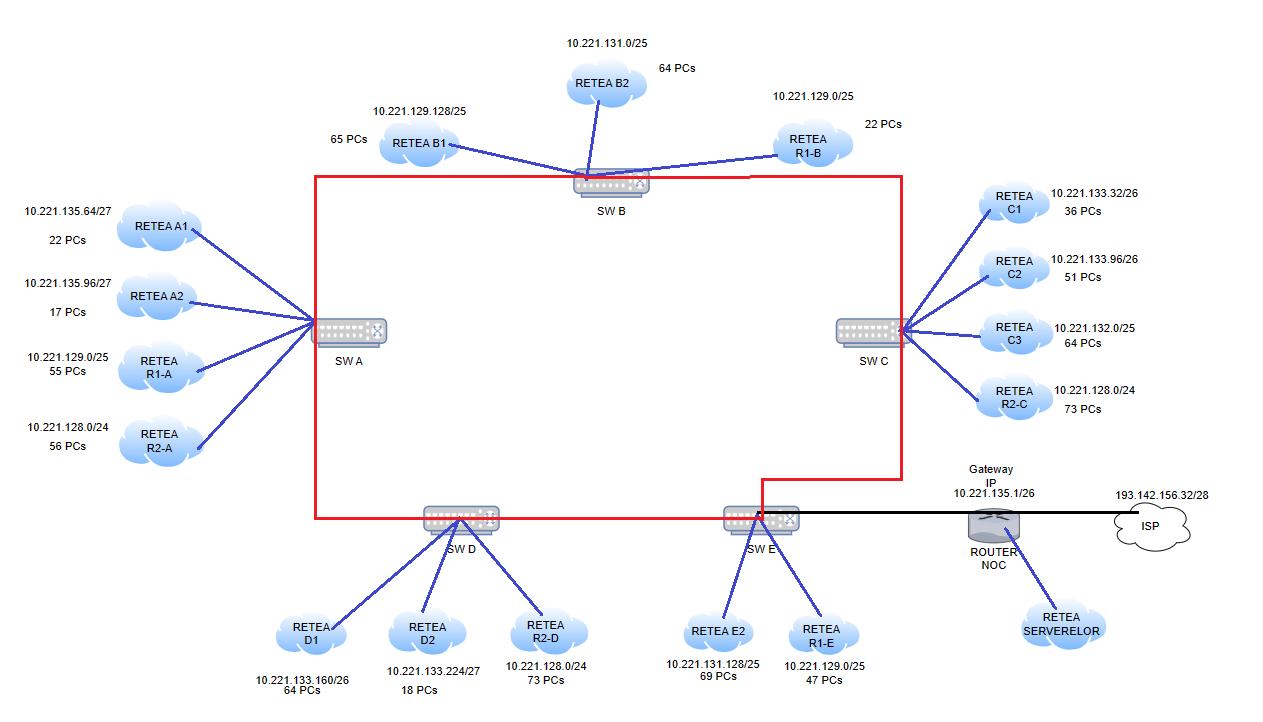 10.221.131.0/25
RETEA B2
64 PCs
10.221.129.128/25
65 PCs
RETEA B1
10.221.129.0/25
RETEA
R1-B
22 PCs
SW B
10.221.135.64/27
RETEA A1
22 PCs
10.221.135.96/27
RETEA A2
17 PCs
10.221.129.0/25
55 PCs
RETEA
R1-A
10.221.128.0/24
56 PCs
RETEA
R2-A
SW A
RETEA
C1
10.221.133.32/26
36 PCs
RETEA
C2
10.221.133.96/26
51 PCs
RETEA
C3
10.221.132.0/25
64 PCs
RETEA
R2-C
10.221.128.0/24
73 PCs
SW C
Gateway
IP
10.221.135.1/26
ROUTER
NOC
193.142.156.32/28
ISP
RETEA
SERVERELOR
SW D
SW E
RETEA
D1
10.221.133.160/26
64 PCs
RETEA
D2
10.221.133.224/27
18 PCs
RETEA
R2-D
10.221.128.0/24
73 PCs
RETEA E2
10.221.131.128/25
69 PCs
RETEA
R1-E
10.221.129.0/25
47 PCs